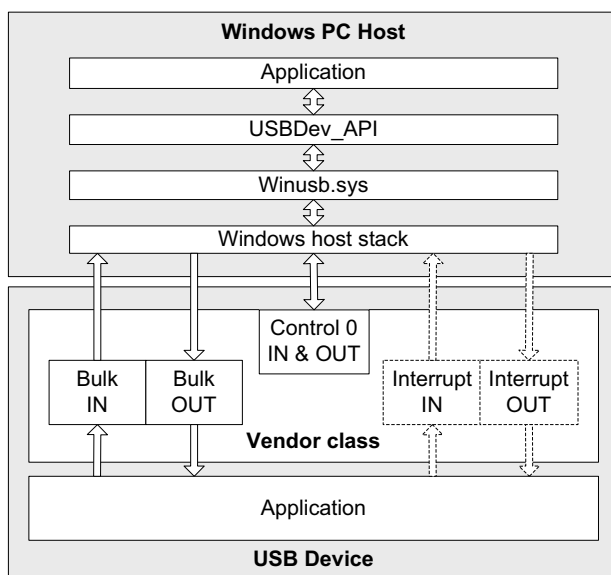 Windows PC Host
Application
USBDev_API
Winusb.sys
Windows host stack
Control 0
IN & OUT
Bulk
IN
Bulk
OUT
Interrupt
IN
Interrupt
OUT
Vendor class
Application
USB Device